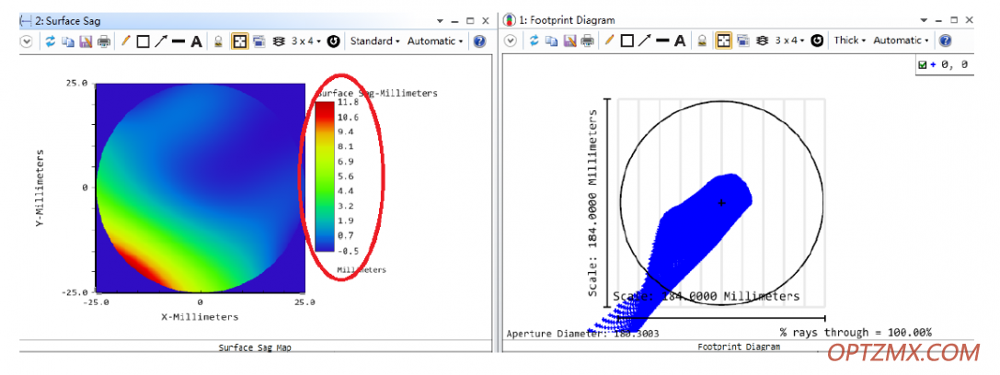 2: Surface Sag
3 x 4
Standard
Automatic
Surface Sag-Millimeters
25.0
0
-25.0
Y-Millimeters
-25.0
0
25.0
X-Millimeters
11.8
10.6
9.4
8.1
6.9
5.6
4.4
3.2
1.9
0.7
-0.5
Millimeters
Surface Sag Map
1: Footprint Diagram
3 x 4
Thick
Automatic
+ 0, 0
Scale: 184.0000 Millimeters
Scale: 184.0000 Millimeters
Aperture Diameter: 180.3003
% rays through = 100.00%
Footprint Diagram
OPTZMX.COM